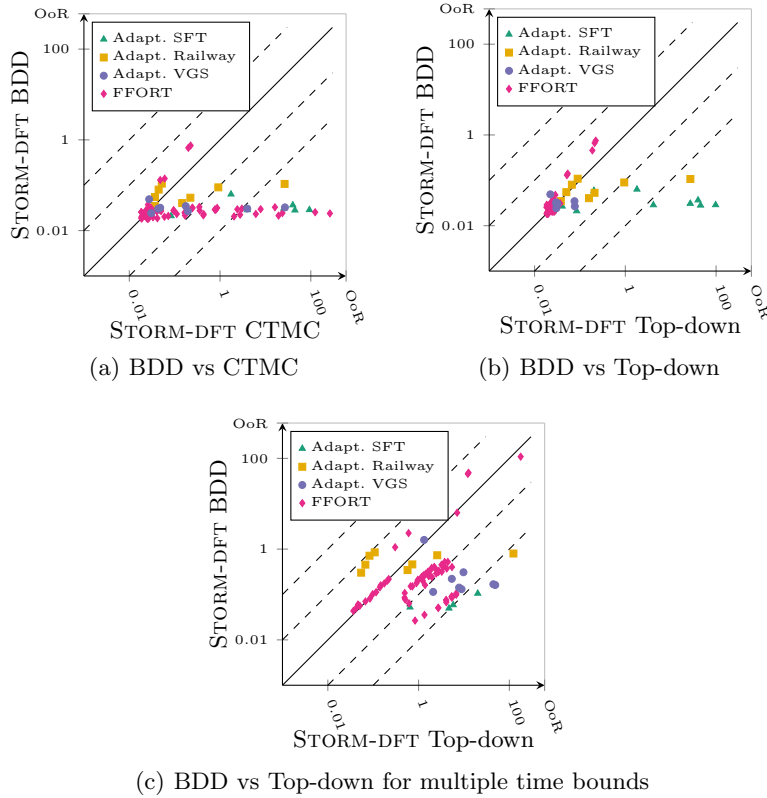 OoR
100
1
0.01
STORM-DFT BDD
Adapt. SFT
Adapt. Railway
Adapt. VGS
FFORT
0.01
1
100
OoR
STORM-DFT CTMC
(a) BDD vs CTMC
OoR
100
1
0.01
STORM-DFT BDD
Adapt. SFT
Adapt. Railway
Adapt. VGS
FFORT
0.01
1
100
OoR
STORM-DFT Top-down
(b) BDD vs Top-down
OoR
100
1
0.01
STORM-DFT BDD
Adapt. SFT
Adapt. Railway
Adapt. VGS
FFORT
0.01
1
100
OoR
STORM-DFT Top-down
(c) BDD vs Top-down for multiple time bounds